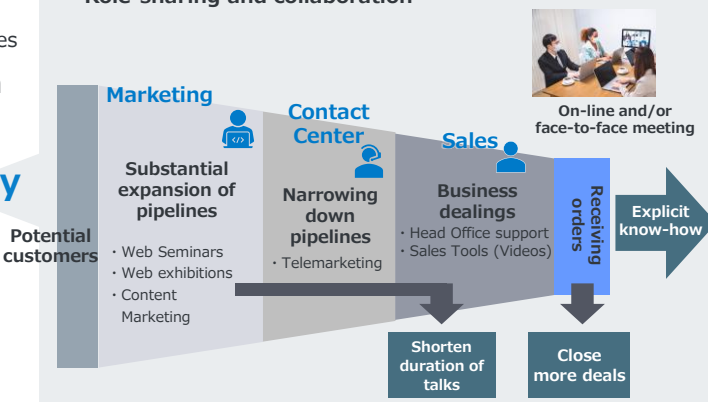 Role-sharing and collaboration
es
y
Potential
customers
Marketing
Substantial
expansion of
pipelines
・Web Seminars
・Web exhibitions
・Content
Marketing
Contact
Center
Narrowing
down
pipelines
・Telemarketing
Sales
Business
dealings
・Head Office support
・Sales Tools (Videos)
On-line and/or
face-to-face meeting
Receiving
orders
Explicit
know-how
Shorten
duration of
talks
Close
more deals